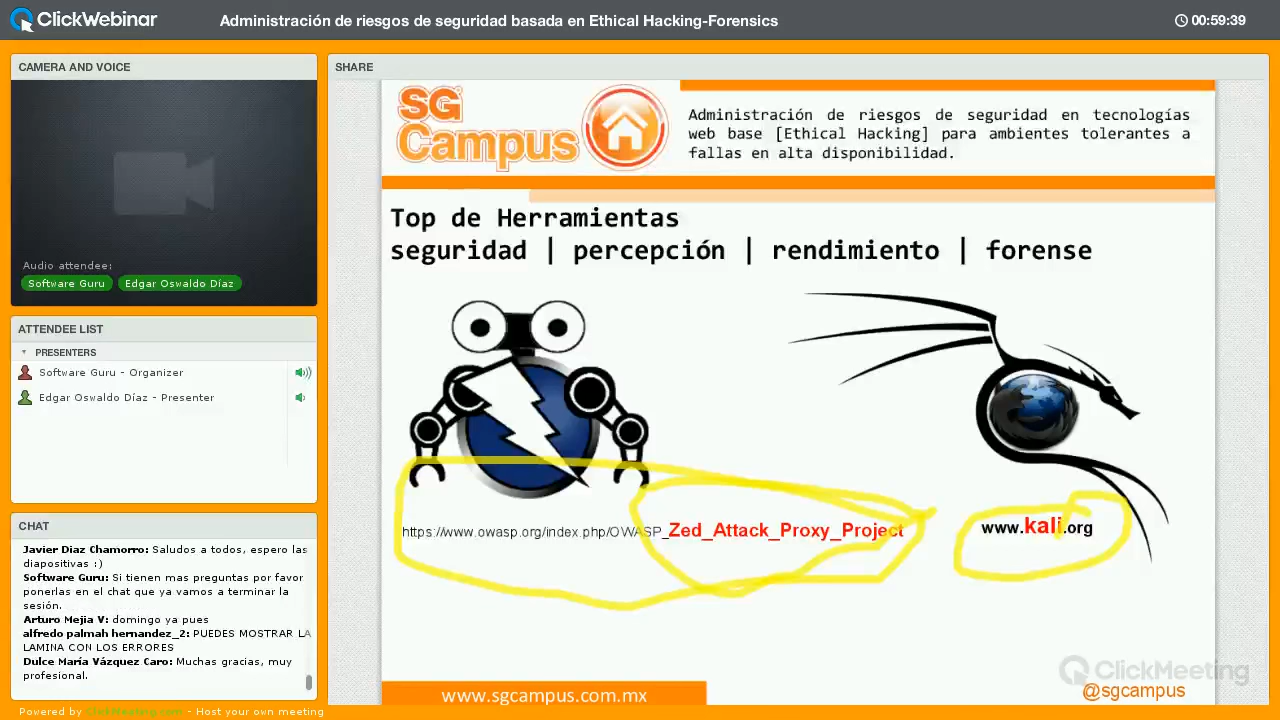 ClickWebinar
Administración de riesgos de seguridad basada en Ethical Hacking-Forensics
00:59:39
CAMERA AND VOICE
Audio attendee:
Software Guru Edgar Oswaldo Díaz
ATTENDEE LIST
PRESENTERS
Software Guru - Organizer
Edgar Oswaldo Díaz - Presenter
CHAT
Javier Diaz Chamorro: Saludos a todos, espero las
diapositivas :)
Software Guru: Si tienen mas preguntas por favor
ponerlas en el chat que ya vamos a terminar la
sesión.
Arturo Mejia V: domingo ya pues
alfredo palmah hernandez_2: PUEDES MOSTRAR LA
LAMINA CON LOS ERRORES
Dulce María Vázquez Caro: Muchas gracias, muy
profesional.
Powered by ClickMeeting.com - Host your own meeting
SHARE
SG
Campus
Administración de riesgos de seguridad en tecnologías
web base [Ethical Hacking] para ambientes tolerantes a
fallas en alta disponibilidad.
Top de Herramientas
seguridad | percepción | rendimiento | forense
https://www.owasp.org/index.php/OWASP_Zed_Attack_Proxy_Project
www.kali.org
www.sgcampus.com.mx
ClickMeeting
@sgcampus